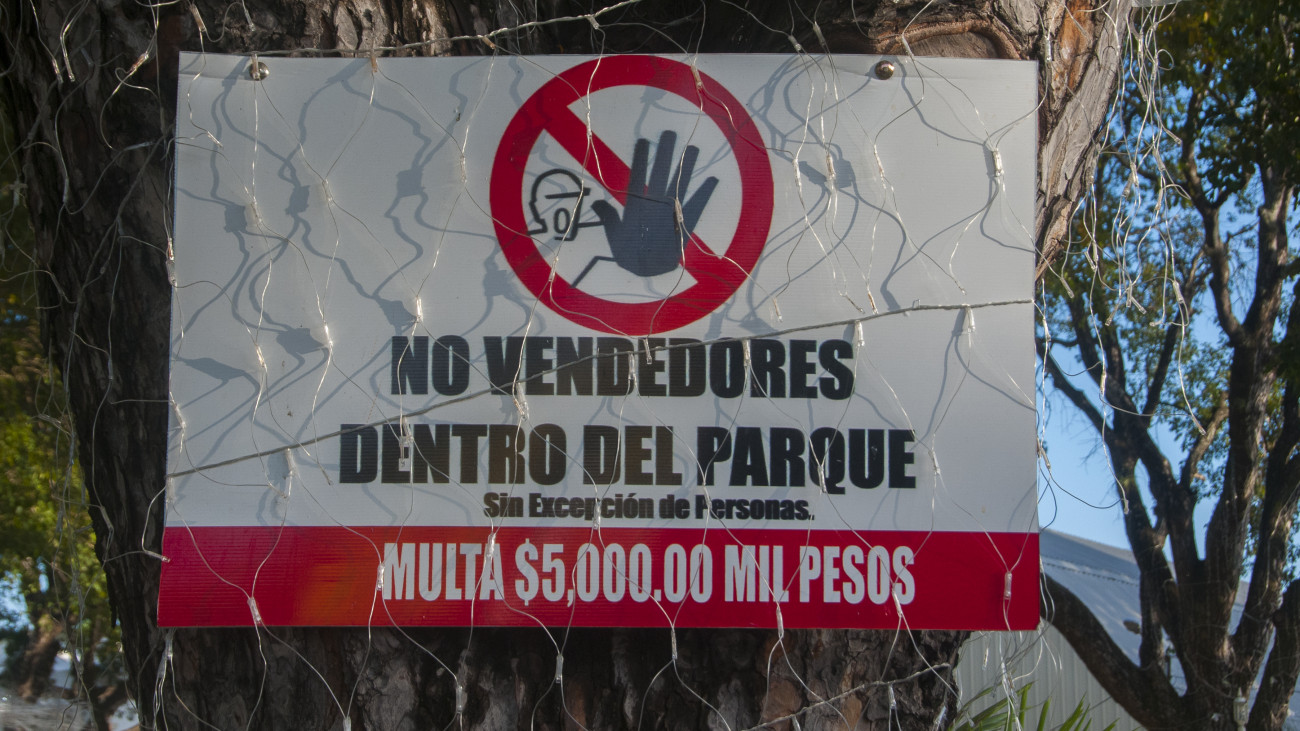 NO VENDEDORES
DENTRO DEL PARQUE
Sin Excepción de Personas.
MULTA $5,000.00 MIL PESOS